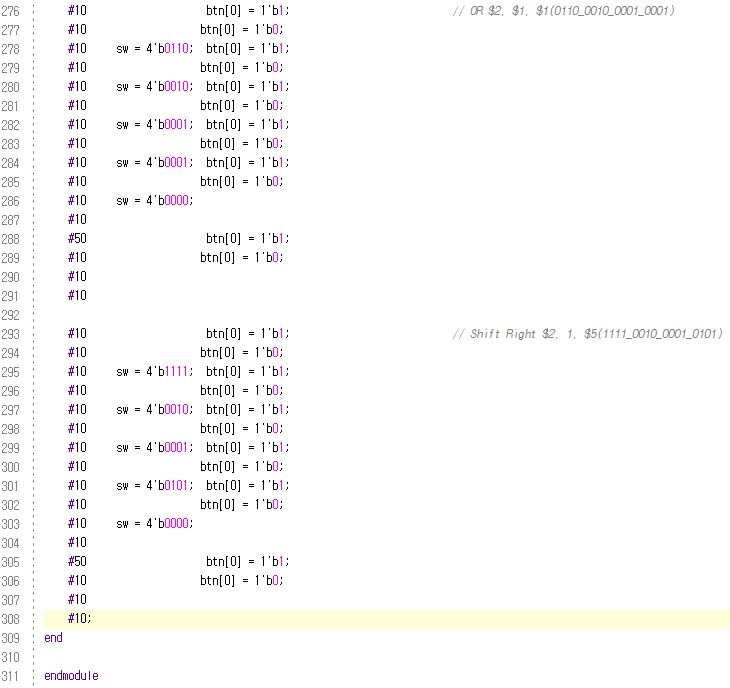 276 #10 btn[0] = 1'b1; // OR $2, $1, $1(0110_0010_0001_0001)
277 #10 btn[0] = 1'b0;
278 #10 sw = 4'b0110; btn[0] = 1'b1;
279 #10 btn[0] = 1'b0;
280 #10 sw = 4'b0010; btn[0] = 1'b1;
281 #10 btn[0] = 1'b0;
282 #10 sw = 4'b0001; btn[0] = 1'b1;
283 #10 btn[0] = 1'b0;
284 #10 sw = 4'b0001; btn[0] = 1'b1;
285 #10 btn[0] = 1'b0;
286 #10 sw = 4'b0000;
287 #10
288 #50 btn[0] = 1'b1;
289 #10 btn[0] = 1'b0;
290 #10
291 #10
292
293 #10 btn[0] = 1'b1; // Shift Right $2, 1, $5(1111_0010_0001_0101)
294 #10 btn[0] = 1'b0;
295 #10 sw = 4'b1111; btn[0] = 1'b1;
296 #10 btn[0] = 1'b0;
297 #10 sw = 4'b0010; btn[0] = 1'b1;
298 #10 btn[0] = 1'b0;
299 #10 sw = 4'b0001; btn[0] = 1'b1;
300 #10 btn[0] = 1'b0;
301 #10 sw = 4'b0101; btn[0] = 1'b1;
302 #10 btn[0] = 1'b0;
303 #10 sw = 4'b0000;
304 #10
305 #50 btn[0] = 1'b1;
306 #10 btn[0] = 1'b0;
307 #10
308 #10;
309 end
310
311 endmodule